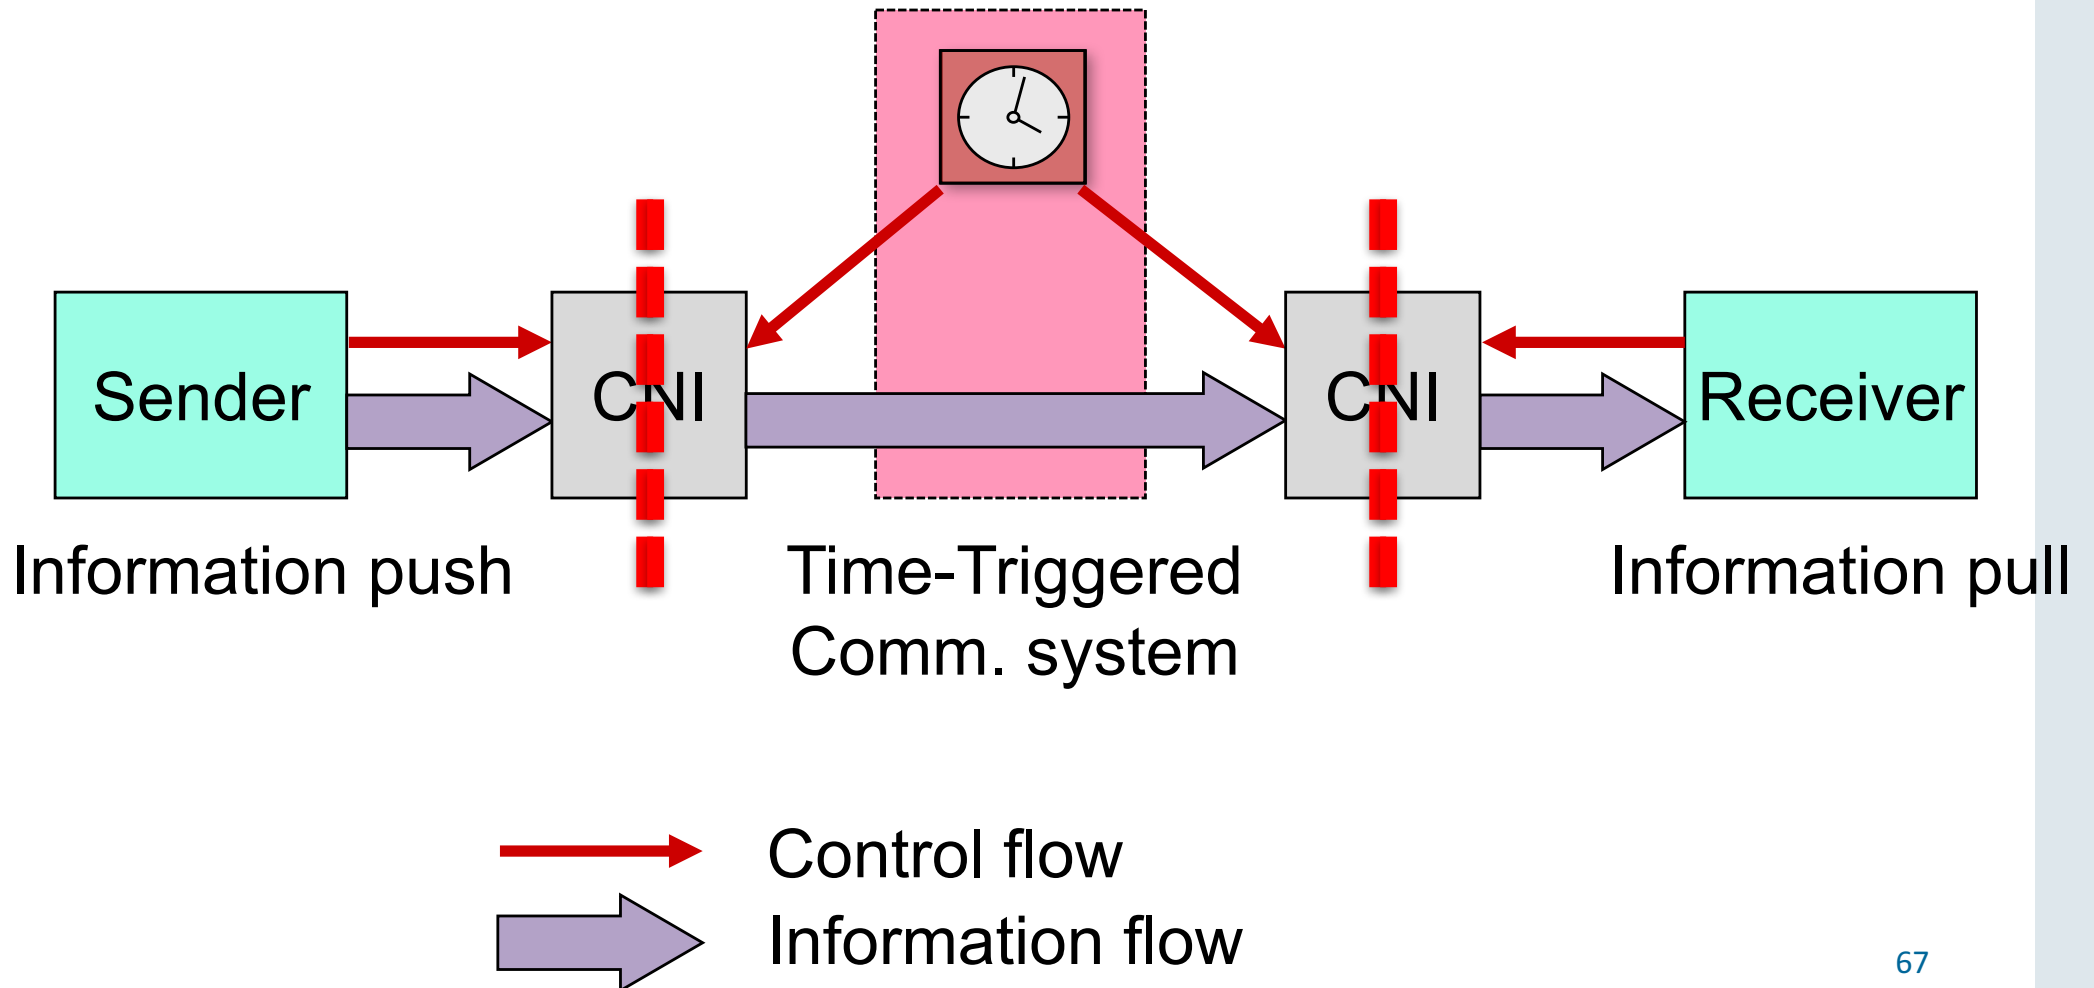 Sender
CNI
CNI
Receiver
Information push
Time-Triggered
Comm. system
Information pull
Control flow
Information flow
67